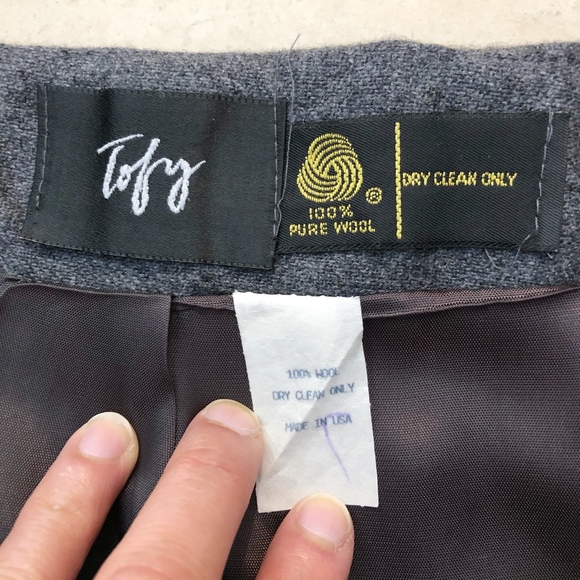 Tofy
®
100%
PURE WOOL
DRY CLEAN ONLY
100% WOOL
DRY CLEAN ONLY
MADE IN USA